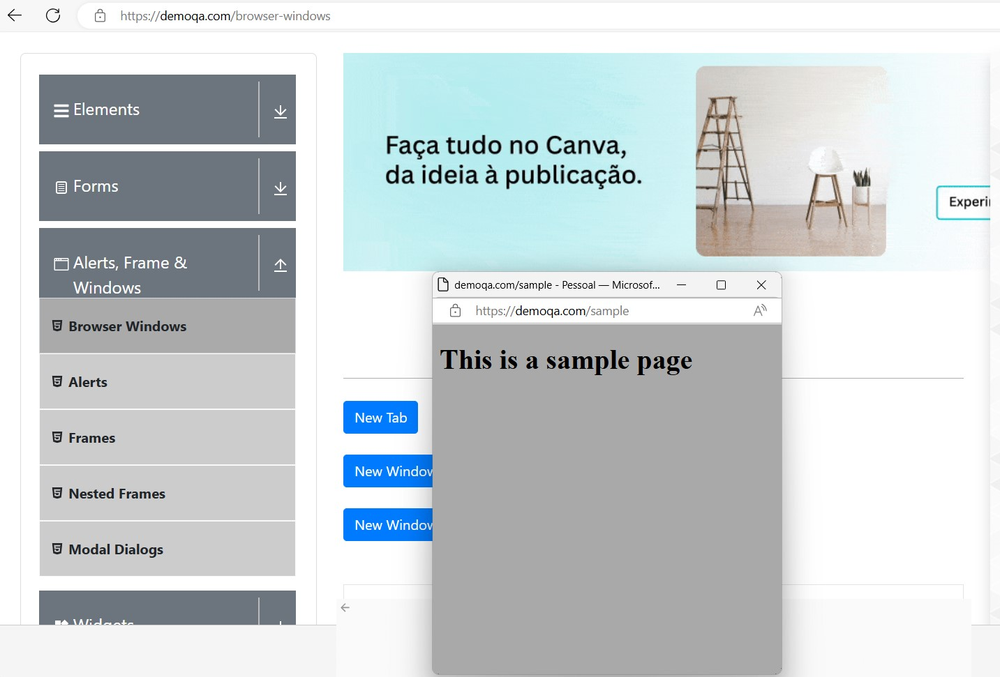 https://demoqa.com/browser-windows
Elements
Forms
Alerts, Frame &
Windows
Browser Windows
Alerts
Frames
Nested Frames
Modal Dialogs
Widgets
Faça tudo no Canva,
da ideia à publicação.
Experi
New Tab
New Window
New Window
demoqa.com/sample - Pessoal — Microsof...
https://demoqa.com/sample
This is a sample page